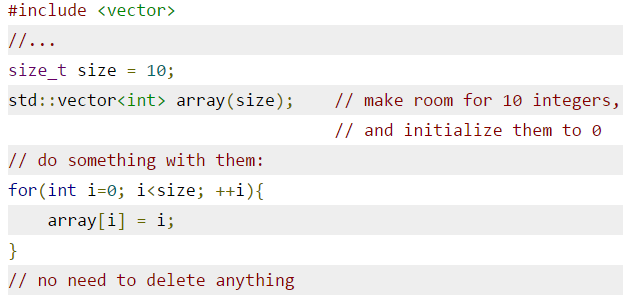 #include <vector>
//...
size_t size = 10;
std::vector<int> array(size);    // make room for 10 integers,
                                 // and initialize them to 0
// do something with them:
for(int i=0; i<size; ++i){
    array[i] = i;
}
// no need to delete anything